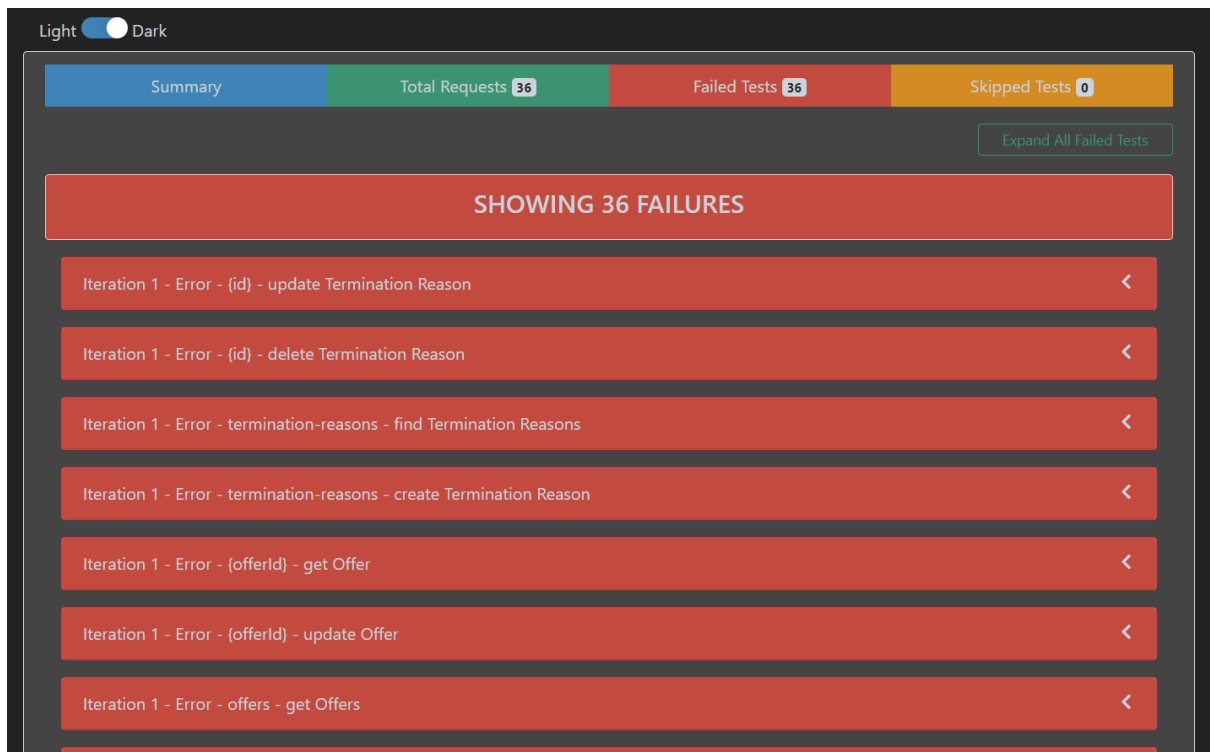 Light Dark
Summary
Total Requests 36
Failed Tests 36
Skipped Tests 0
Expand All Failed Tests
SHOWING 36 FAILURES
Iteration 1 - Error - {id} - update Termination Reason
Iteration 1 - Error - {id} - delete Termination Reason
Iteration 1 - Error - termination-reasons - find Termination Reasons
Iteration 1 - Error - termination-reasons - create Termination Reason
Iteration 1 - Error - {offerId} - get Offer
Iteration 1 - Error - {offerId} - update Offer
Iteration 1 - Error - offers - get Offers